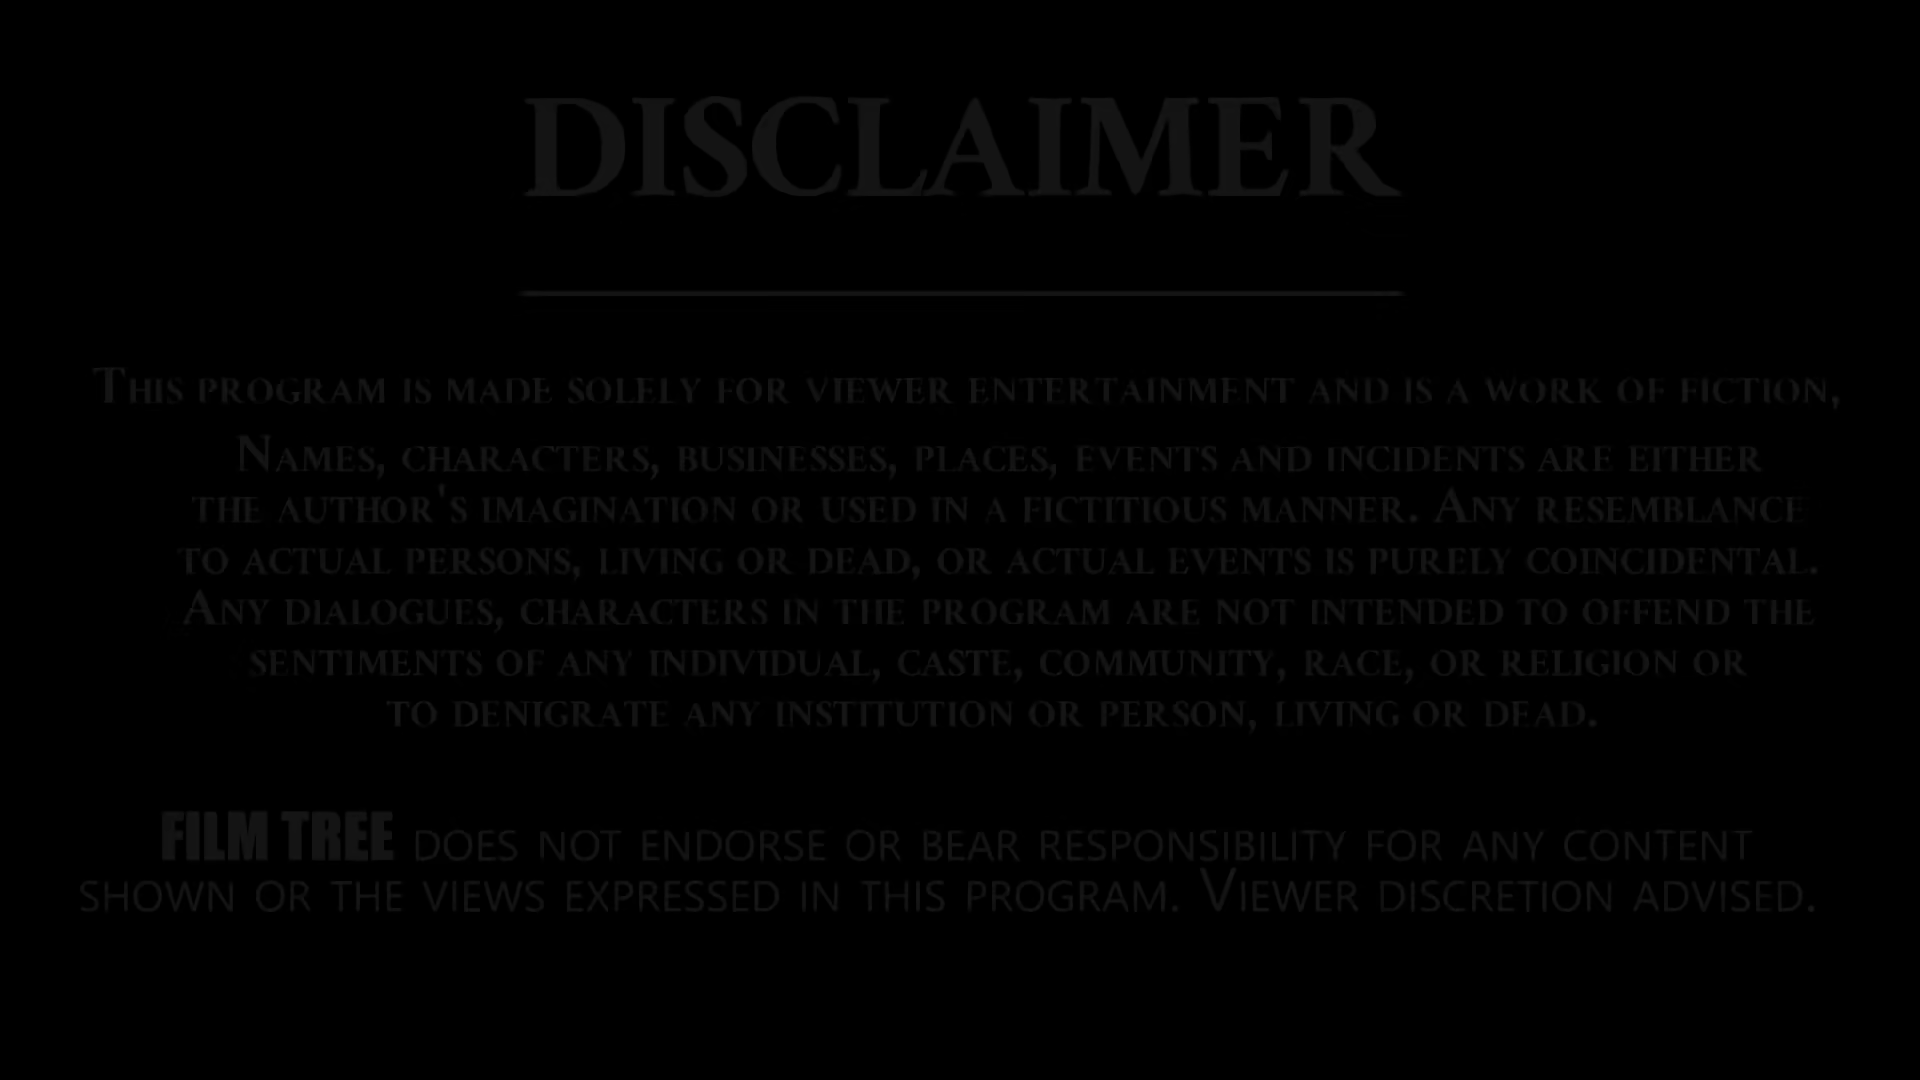 DISCLAIMER
This program is made solely for viewer entertainment and is a work of fiction,
Names, characters, businesses, places, events and incidents are either
the author's imagination or used in a fictitious manner. Any resemblance
to actual persons, living or dead, or actual events is purely coincidental.
Any dialogues, characters in the program are not intended to offend the
sentiments of any individual, caste, community, race, or religion or
to denigrate any institution or person, living or dead.
FILM TREE does not endorse or bear responsibility for any content
shown or the views expressed in this program. Viewer discretion advised.